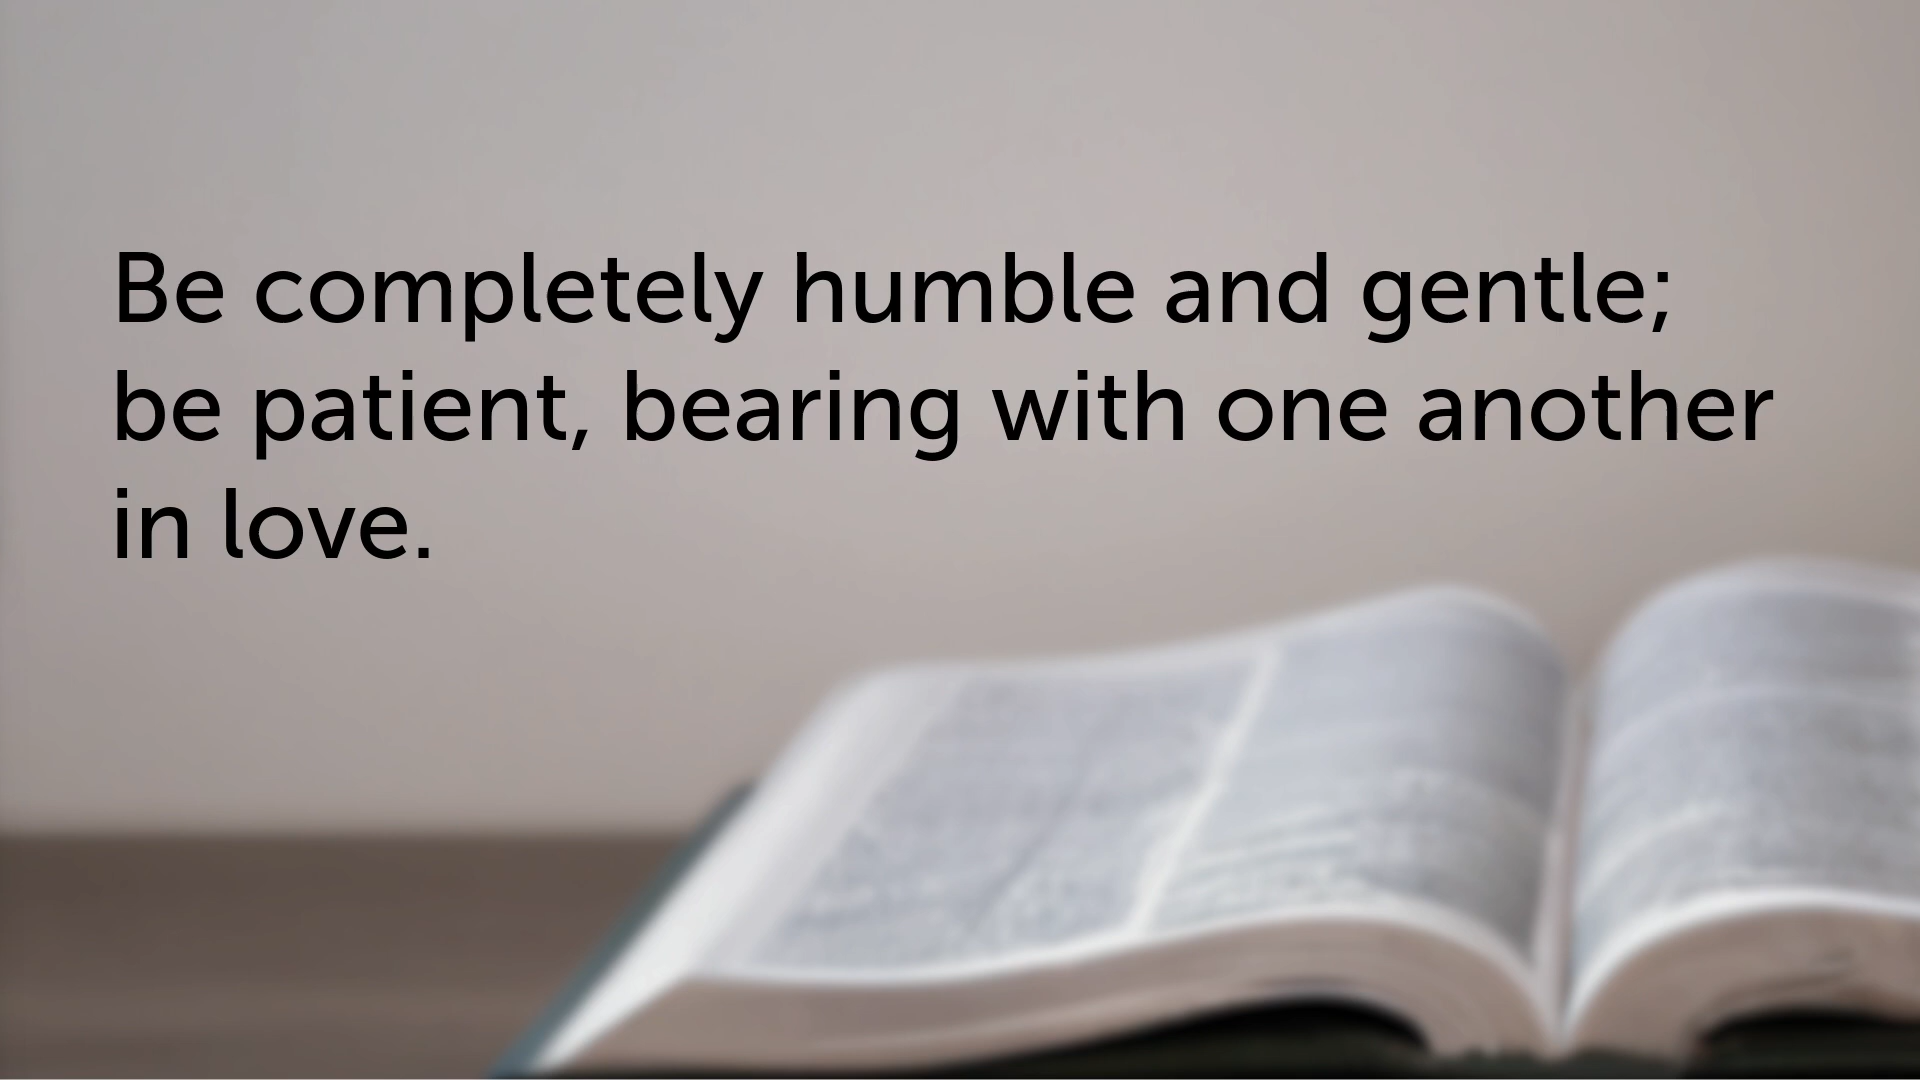 Be completely humble and gentle;
be patient, bearing with one another
in love.